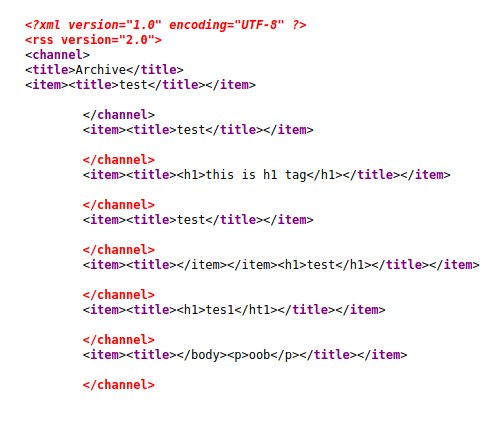 <?xml version="1.0" encoding="UTF-8" ?>
<rss version="2.0">
<channel>
<title>Archive</title>
<item><title>test</title></item>
</channel>
<item><title>test</title></item>
</channel>
<item><title><h1>this is h1 tag</h1></title></item>
</channel>
<item><title>test</title></item>
</channel>
<item><title></item></item><h1>test</h1></title></item>
</channel>
<item><title><h1>tes1</ht1></title></item>
</channel>
<item><title></body><p>oob</p></title></item>
</channel>